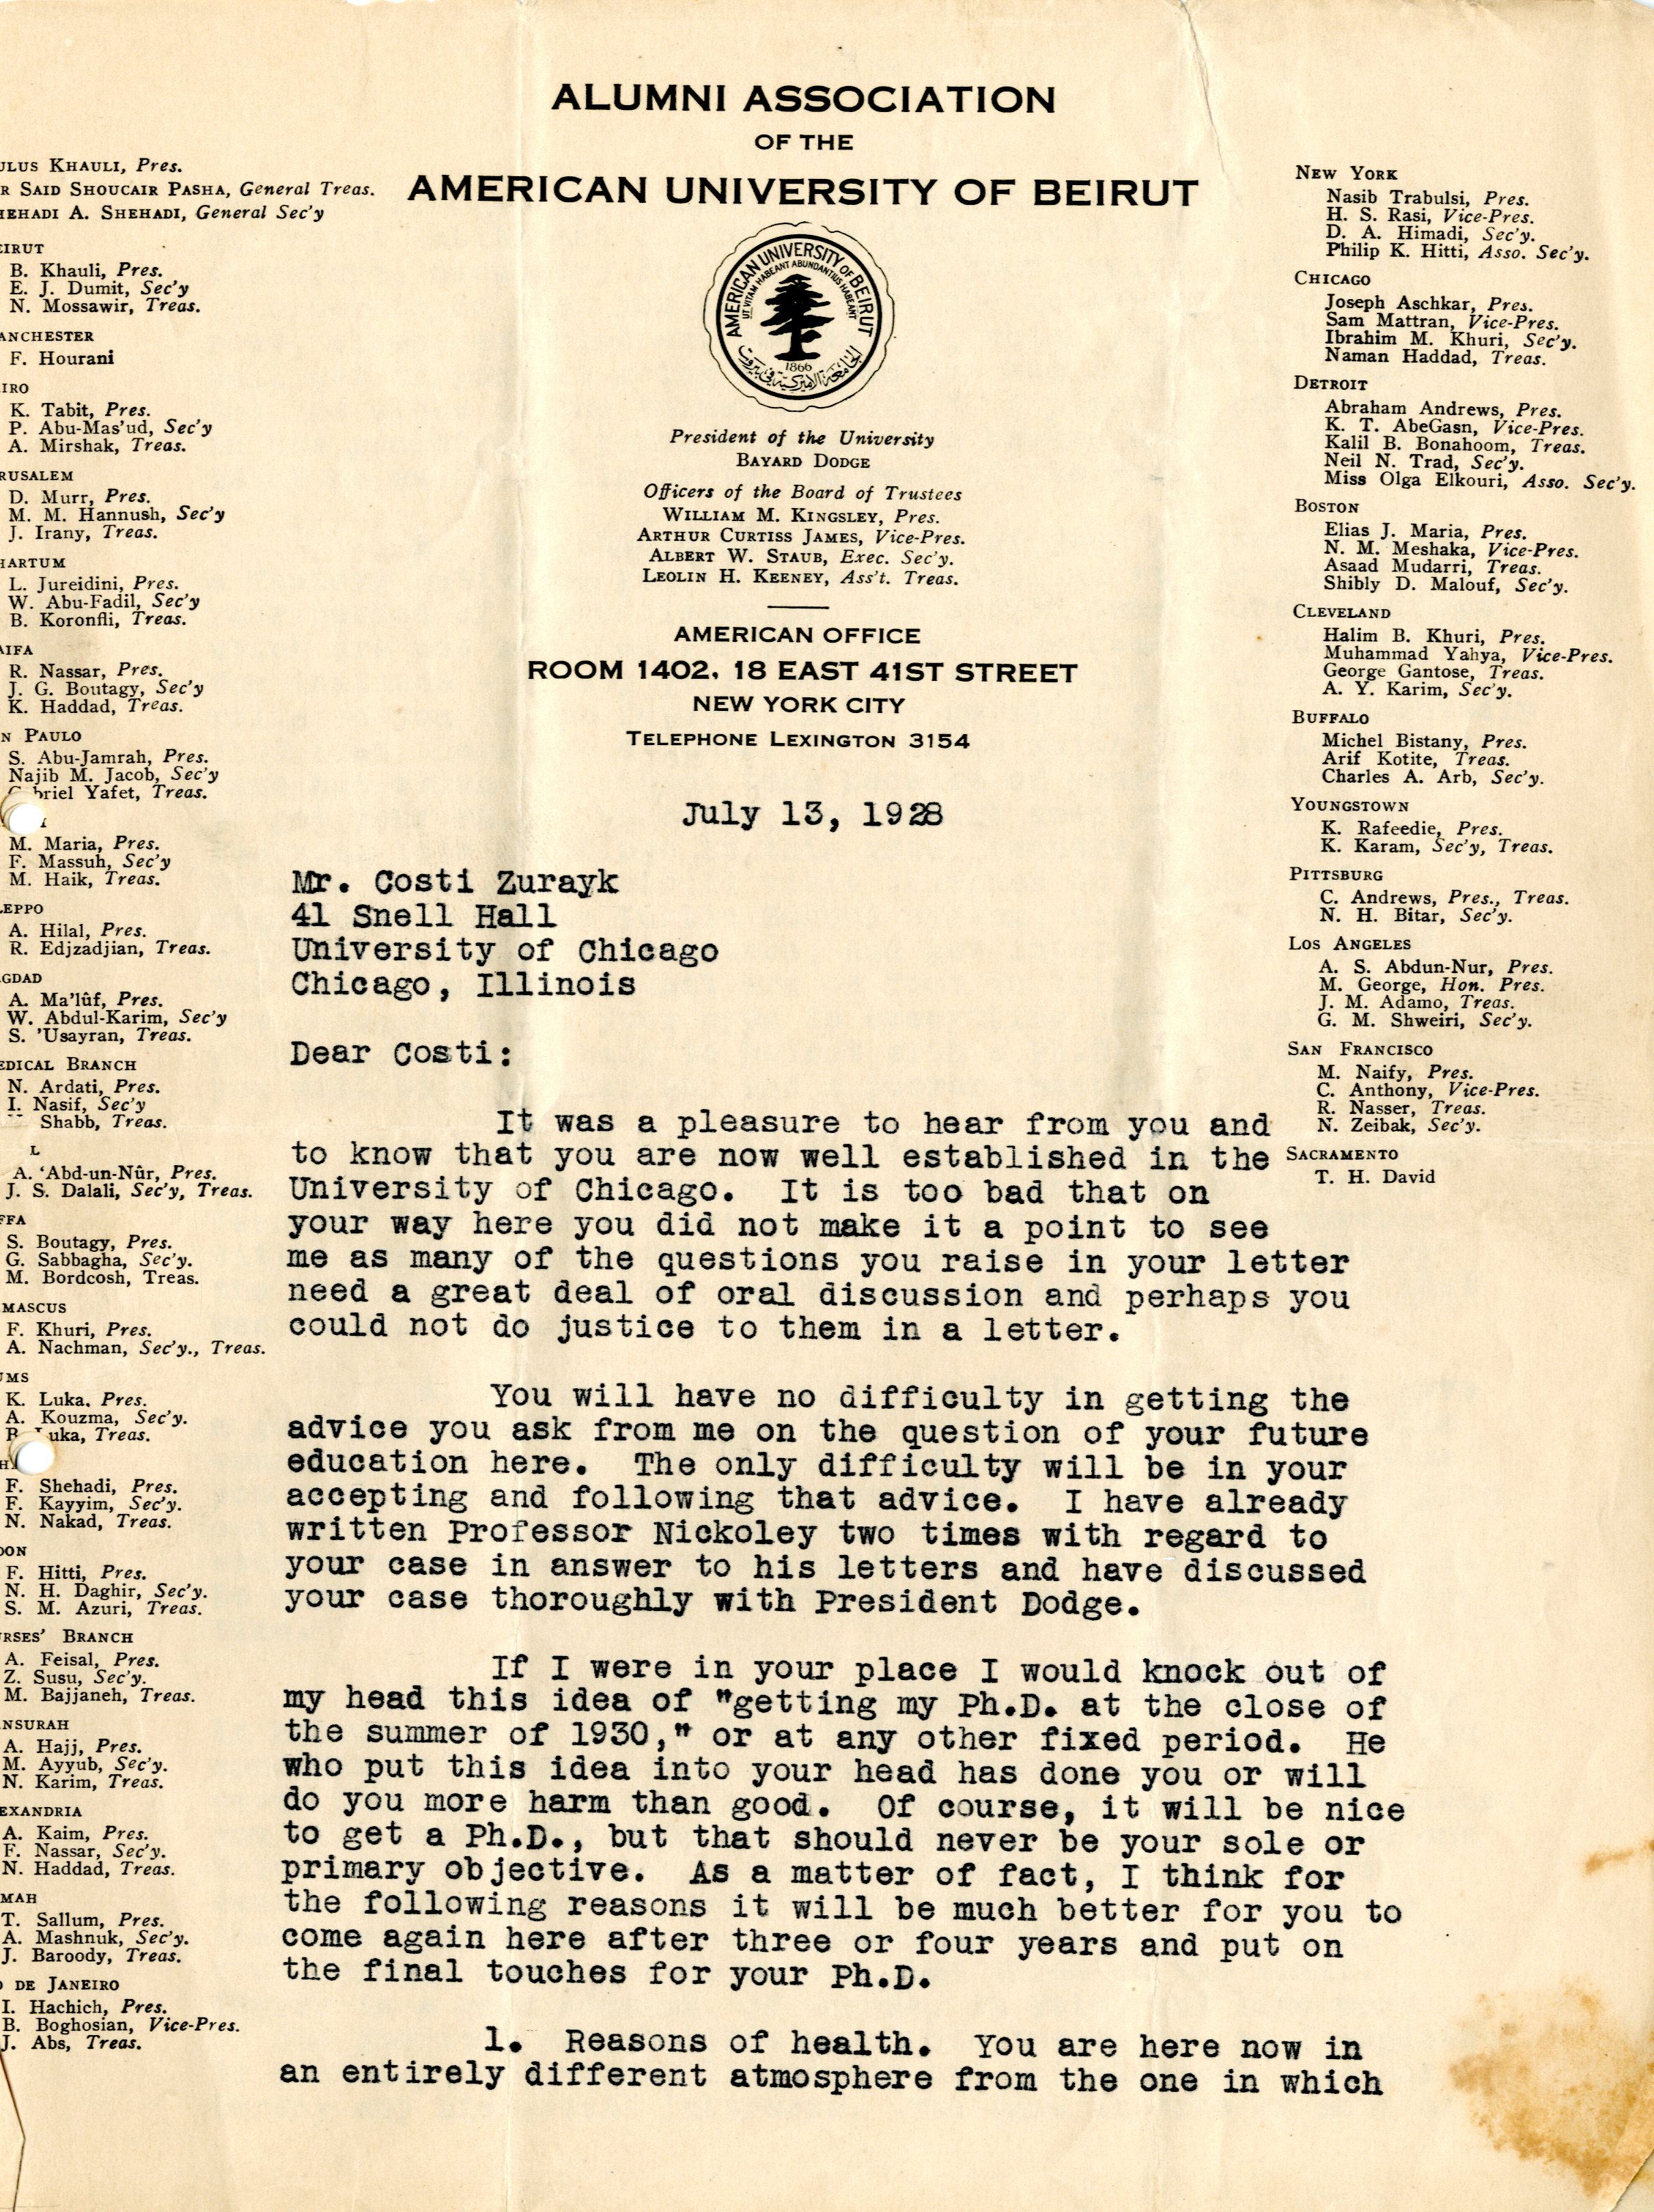 ALUMNI ASSOCIATION
OF THE
AMERICAN UNIVERSITY OF BEIRUT
AMERICAN UNIVERSITY OF BEIRUT
UT VITAM HABEANT ABUNDANTIUS HABEANT
1866
الجامعة الاميركية في بيروت
President of the University
BAYARD DODGE
Officers of the Board of Trustees
WILLIAM M. KINGSLEY, Pres.
ARTHUR CURTISS JAMES, Vice-Pres.
ALBERT W. STAUB, Exec. Sec'y.
LEOLIN H. KEENEY, Ass't. Treas.
AMERICAN OFFICE
ROOM 1402, 18 EAST 41ST STREET
NEW YORK CITY
TELEPHONE LEXINGTON 3154
ULUS KHAULI, Pres.
R SAID SHOUCAIR PASHA, General Treas.
HEHADI A. SHEHADI, General Sec'y
EIRUT
B. Khauli, Pres.
E. J. Dumit, Sec'y
N. Mossawir, Treas.
ANCHESTER
F. Hourani
IRO
K. Tabit, Pres.
P. Abu-Mas'ud, Sec'y
A. Mirshak, Treas.
RUSALEM
D. Murr, Pres.
M. M. Hannush, Sec'y
J. Irany, Treas.
HARTUM
L. Jureidini, Pres.
W. Abu-Fadil, Sec'y
B. Koronfli, Treas.
AIFA
R. Nassar, Pres.
J. G. Boutagy, Sec'y
K. Haddad, Treas.
N PAULO
S. Abu-Jamrah, Pres.
Najib M. Jacob, Sec'y
briel Yafet, Treas.
M. Maria, Pres.
F. Massuh, Sec'y
M. Haik, Treas.
LEPPO
A. Hilal, Pres.
R. Edjzadjian, Treas.
GDAD
A. Ma'lûf, Pres.
W. Abdul-Karim, Sec'y
S. 'Usayran, Treas.
EDICAL BRANCH
N. Ardati, Pres.
I. Nasif, Sec'y
Shabb, Treas.
L
A. 'Abd-un-Nûr, Pres.
J. S. Dalali, Sec'y, Treas.
FFA
S. Boutagy, Pres.
G. Sabbagha, Sec'y.
M. Bordcosh, Treas.
MASCUS
F. Khuri, Pres.
A. Nachman, Sec'y., Treas.
UMS
K. Luka. Pres.
A. Kouzma, Sec'y.
uka, Treas.
F. Shehadi, Pres.
F. Kayyim, Sec'y.
N. Nakad, Treas.
DON
F. Hitti, Pres.
N. H. Daghir, Sec'y.
S. M. Azuri, Treas.
RSES' BRANCH
A. Feisal, Pres.
Z. Susu, Sec'y.
M. Bajjaneh, Treas.
NSURAH
A. Hajj, Pres.
M. Ayyub, Sec'y.
N. Karim, Treas.
EXANDRIA
A. Kaim, Pres.
F. Nassar, Sec'y.
N. Haddad, Treas.
MAH
T. Sallum, Pres.
A. Mashnuk, Sec'y.
J. Baroody, Treas.
DE JANEIRO
I. Hachich, Pres.
B. Boghosian, Vice-Pres.
J. Abs, Treas.
NEW YORK
Nasib Trabulsi, Pres.
H. S. Rasi, Vice-Pres.
D. A. Himadi, Sec'y.
Philip K. Hitti, Asso. Sec'y.
CHICAGO
Joseph Aschkar, Pres.
Sam Mattran, Vice-Pres.
Ibrahim M. Khuri, Sec'y.
Naman Haddad, Treas.
DETROIT
Abraham Andrews, Pres.
K. T. AbeGasn, Vice-Pres.
Kalil B. Bonahoom, Treas.
Neil N. Trad, Sec'y.
Miss Olga Elkouri, Asso. Sec'y.
BOSTON
Elias J. Maria, Pres.
N. M. Meshaka, Vice-Pres.
Asaad Mudarri, Treas.
Shibly D. Malouf, Sec'y.
CLEVELAND
Halim B. Khuri, Pres.
Muhammad Yahya, Vice-Pres.
George Gantose, Treas.
A. Y. Karim, Sec'y.
BUFFALO
Michel Bistany, Pres.
Arif Kotite, Treas.
Charles A. Arb, Sec'y.
YOUNGSTOWN
K. Rafeedie, Pres.
K. Karam, Sec'y, Treas.
PITTSBURG
C. Andrews, Pres., Treas.
N. H. Bitar, Sec'y.
LOS ANGELES
A. S. Abdun-Nur, Pres.
M. George, Hon. Pres.
J. M. Adamo, Treas.
G. M. Shweiri, Sec'y.
SAN FRANCISCO
M. Naify, Pres.
C. Anthony, Vice-Pres.
R. Nasser, Treas.
N. Zeibak, Sec'y.
SACRAMENTO
T. H. David
July 13, 1928
Mr. Costi Zurayk
41 Snell Hall
University of Chicago
Chicago, Illinois
Dear Costi:
It was a pleasure to hear from you and
to know that you are now well established in the
University of Chicago. It is too bad that on
your way here you did not make it a point to see
me as many of the questions you raise in your letter
need a great deal of oral discussion and perhaps you
could not do justice to them in a letter.
You will have no difficulty in getting the
advice you ask from me on the question of your future
education here. The only difficulty will be in your
accepting and following that advice. I have already
written Professor Nickoley two times with regard to
your case in answer to his letters and have discussed
your case thoroughly with President Dodge.
If I were in your place I would knock out of
my head this idea of "getting my Ph.D. at the close of
the summer of 1930," or at any other fixed period. He
who put this idea into your head has done you or will
do you more harm than good. Of course, it will be nice
to get a Ph.D., but that should never be your sole or
primary objective. As a matter of fact, I think for
the following reasons it will be much better for you to
come again here after three or four years and put on
the final touches for your Ph.D.
1. Reasons of health. You are here now in
an entirely different atmosphere from the one in which